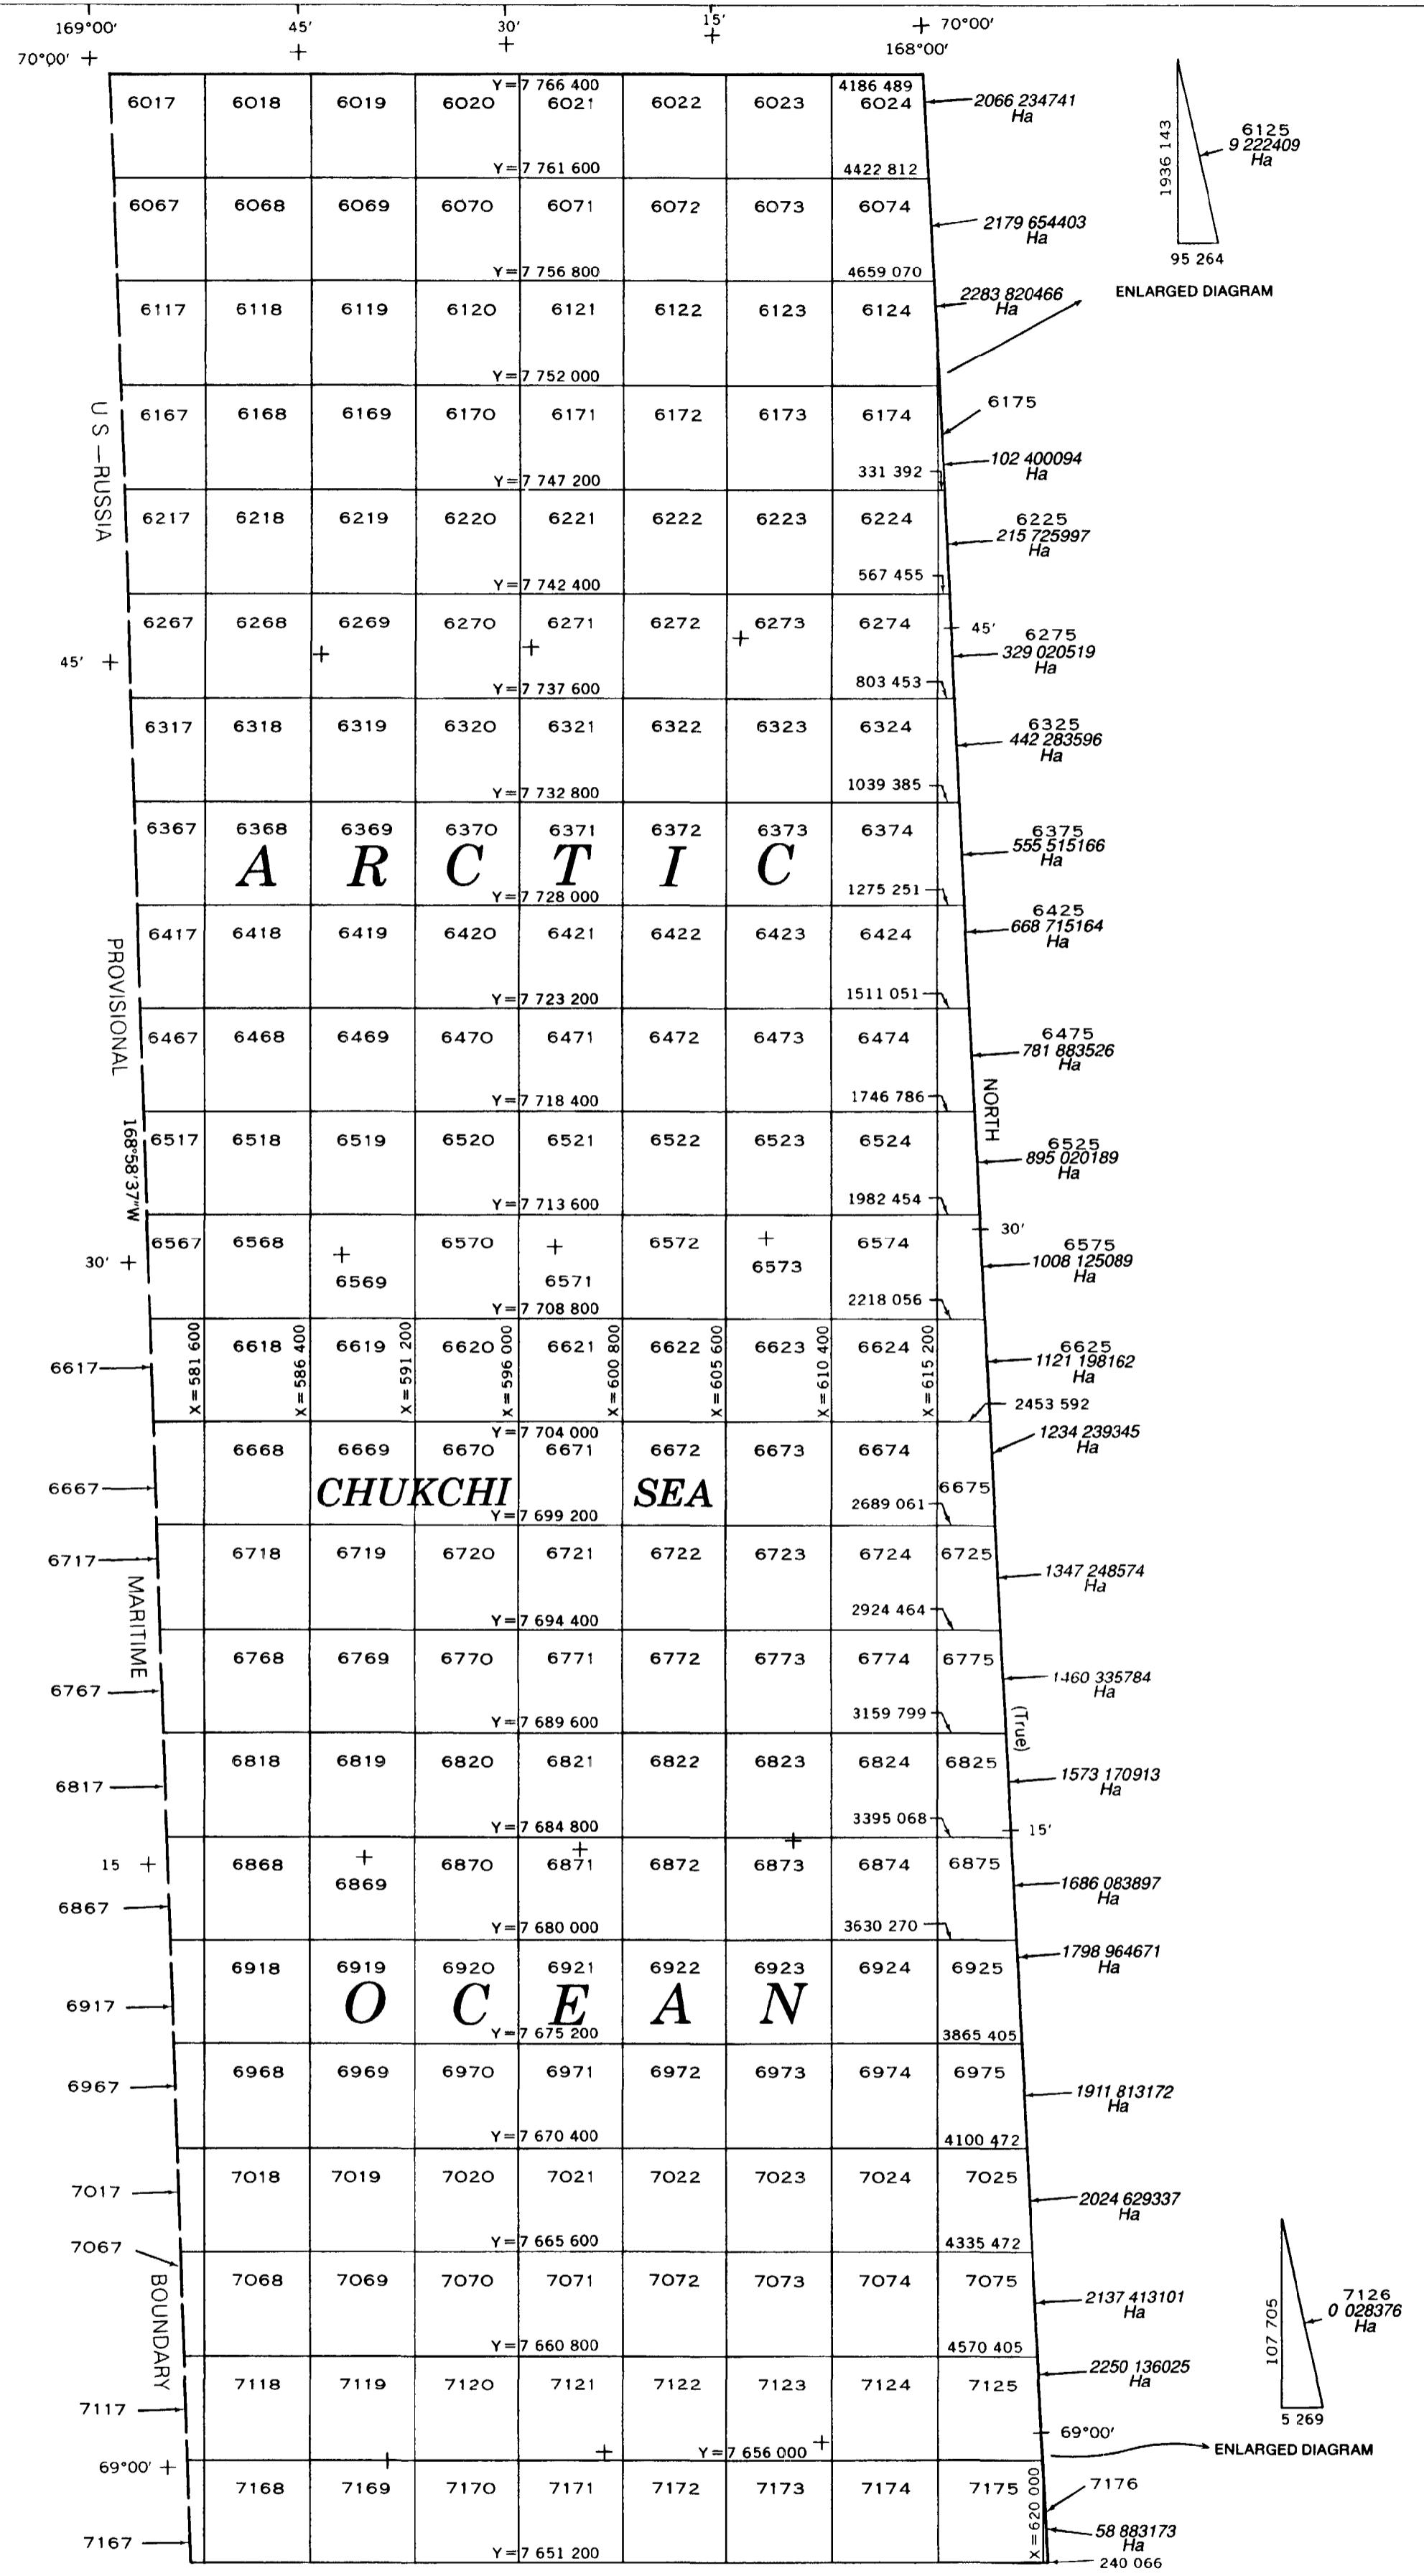 169°00' 45' 30' 15' 70°00'
70°00' 168°00'
Y=7 766 400 4186 489
6017 6018 6019 6020 6021 6022 6023 6024 2066 234741
Ha
Y=7 761 600 4422 812
6125
9 222409
Ha
1936 143
95 264
ENLARGED DIAGRAM
6067 6068 6069 6070 6071 6072 6073 6074
2179 654403
Ha
Y=7 756 800 4659 070
2283 820466
Ha
6117 6118 6119 6120 6121 6122 6123 6124
Y=7 752 000
6167 6168 6169 6170 6171 6172 6173 6174 6175
102 400094
Ha
Y=7 747 200 331 392
U S—RUSSIA
6217 6218 6219 6220 6221 6222 6223 6224 6225
215 725997
Ha
Y=7 742 400 567 455
6267 6268 6269 6270 6271 6272 6273 6274 45' 6275
329 020519
Ha
45'
Y=7 737 600 803 453
6317 6318 6319 6320 6321 6322 6323 6324 6325
442 283596
Ha
Y=7 732 800 1039 385
6367 6368 6369 6370 6371 6372 6373 6374 6375
555 515166
Ha
ARCTIC
Y=7 728 000 1275 251
6417 6418 6419 6420 6421 6422 6423 6424 6425
668 715164
Ha
Y=7 723 200 1511 051
PROVISIONAL
6467 6468 6469 6470 6471 6472 6473 6474 6475
781 883526
Ha
Y=7 718 400 1746 786
NORTH
168°58'37"W
6517 6518 6519 6520 6521 6522 6523 6524 6525
895 020189
Ha
Y=7 713 600 1982 454
6567 6568 6570 6572 6574 30' 6575
1008 125089
Ha
30' 6569 6571 6573
Y=7 708 800 2218 056
6617 6618 6619 6620 6621 6622 6623 6624 6625
1121 198162
Ha
X=581 600 X=586 400 X=591 200 X=596 000 X=600 800 X=605 600 X=610 400 X=615 200
2453 592
Y=7 704 000
1234 239345
Ha
6668 6669 6670 6671 6672 6673 6674
6667 6675
CHUKCHI SEA
Y=7 699 200 2689 061
6717 6718 6719 6720 6721 6722 6723 6724 6725
1347 248574
Ha
MARITIME
Y=7 694 400 2924 464
6768 6769 6770 6771 6772 6773 6774 6775
1460 335784
Ha
6767
Y=7 689 600 3159 799
(True)
6817 6818 6819 6820 6821 6822 6823 6824 6825
1573 170913
Ha
Y=7 684 800 3395 068
15'
15 6868 6870 6871 6872 6873 6874 6875
6869
1686 083897
Ha
6867
Y=7 680 000 3630 270
1798 964671
Ha
6918 6919 6920 6921 6922 6923 6924 6925
6917
OCEAN
Y=7 675 200 3865 405
6967 6968 6969 6970 6971 6972 6973 6974 6975
1911 813172
Ha
Y=7 670 400 4100 472
7017 7018 7019 7020 7021 7022 7023 7024 7025
2024 629337
Ha
7067
Y=7 665 600 4335 472
7068 7069 7070 7071 7072 7073 7074 7075
2137 413101
Ha
BOUNDARY
Y=7 660 800 4570 405
7126
0 028376
Ha
107 705
5 269
ENLARGED DIAGRAM
2250 136025
Ha
7117 7118 7119 7120 7121 7122 7123 7124 7125
69°00'
Y=7 656 000
69°00'
7168 7169 7170 7171 7172 7173 7174 7175 7176
X=620 000
58 883173
Ha
7167
Y=7 651 200 240 066